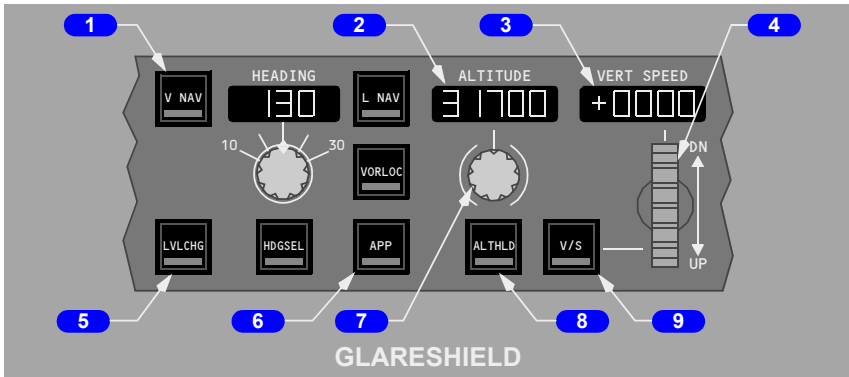 1 2 3 4
HEADING ALTITUDE VERT SPEED
V NAV 130 L NAV 31700 +0000
10 30 DN
VORLOC
LVLCHG HDGSEL APP ALTHLD V/S
UP
5 6 7 8 9
GLARESHIELD